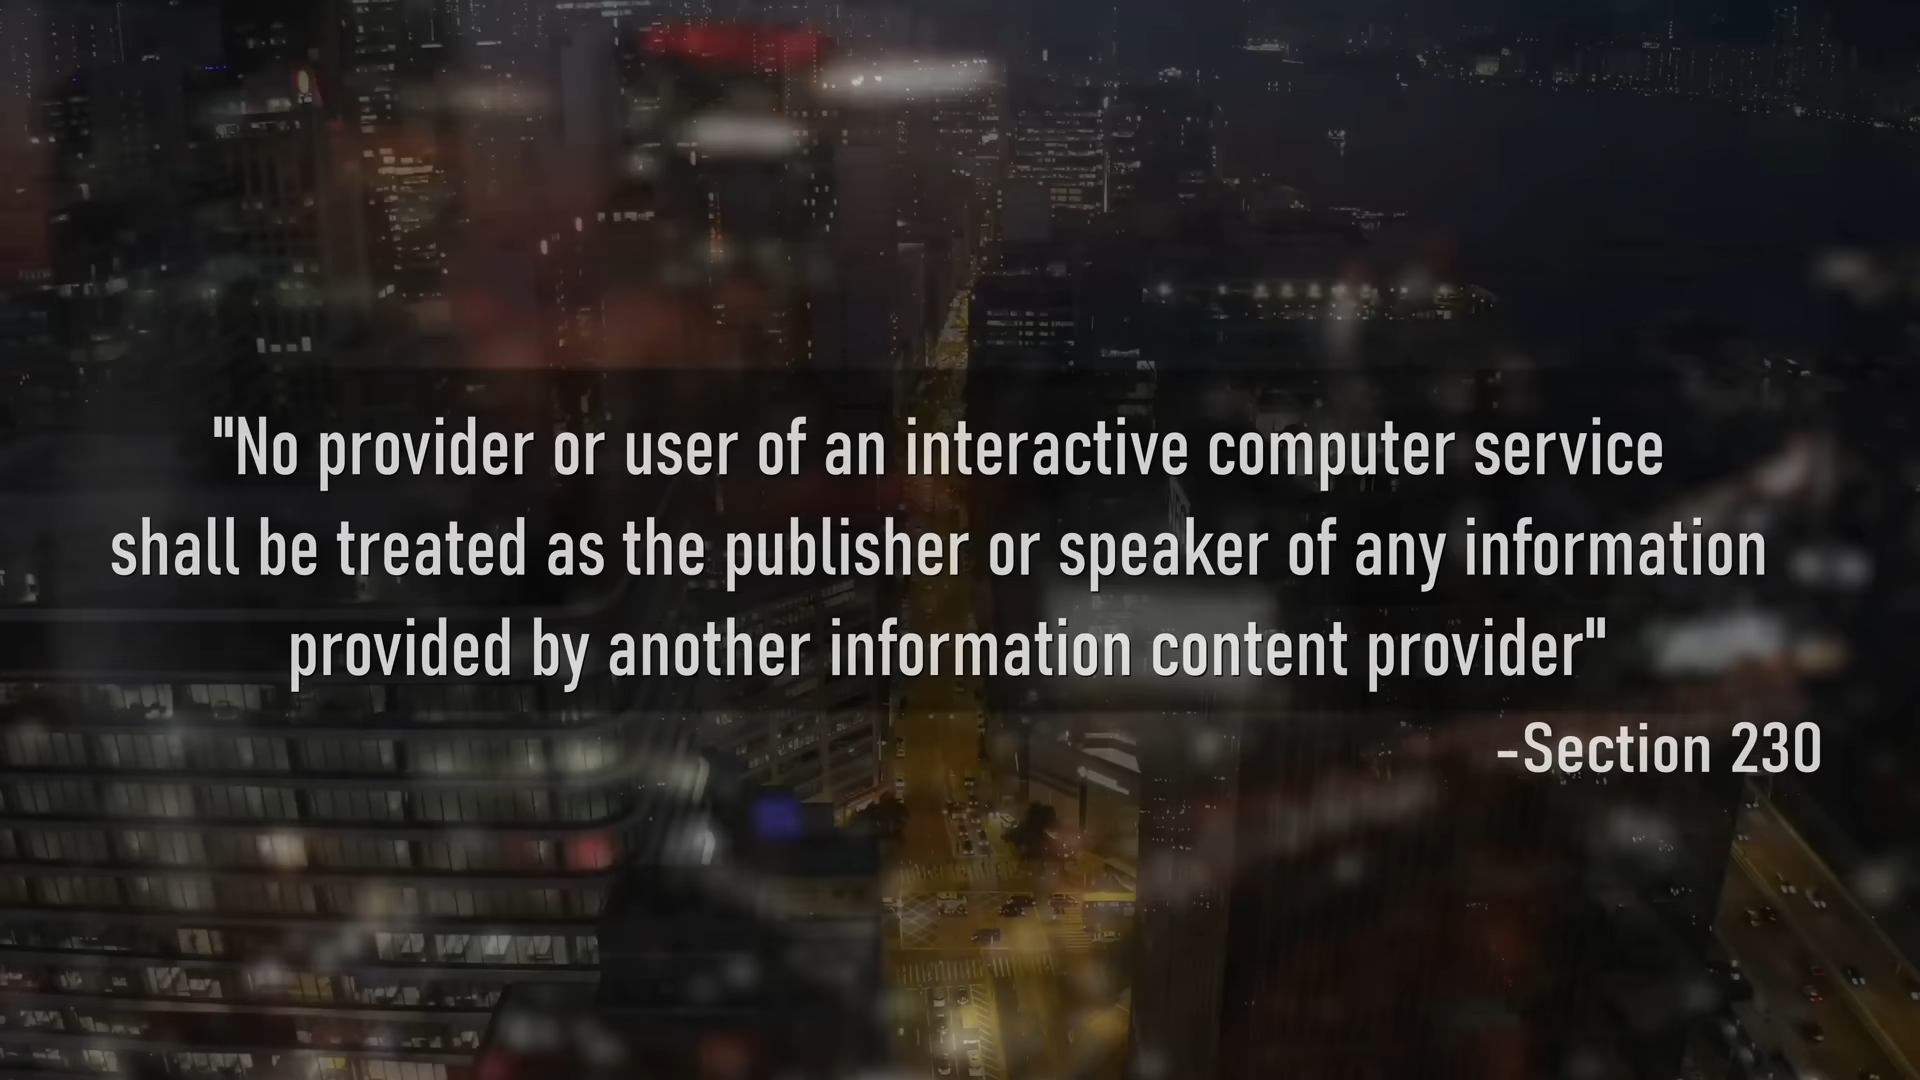 "No provider or user of an interactive computer service
shall be treated as the publisher or speaker of any information
provided by another information content provider"
-Section 230